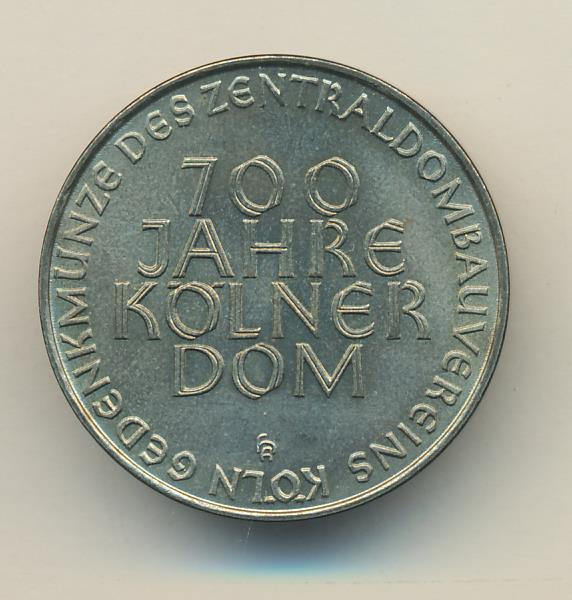 GEDENKMÜNZE DES ZENTRALDOMBAUVEREINS KÖLN
700
JAHRE
KÖLNER
DOM